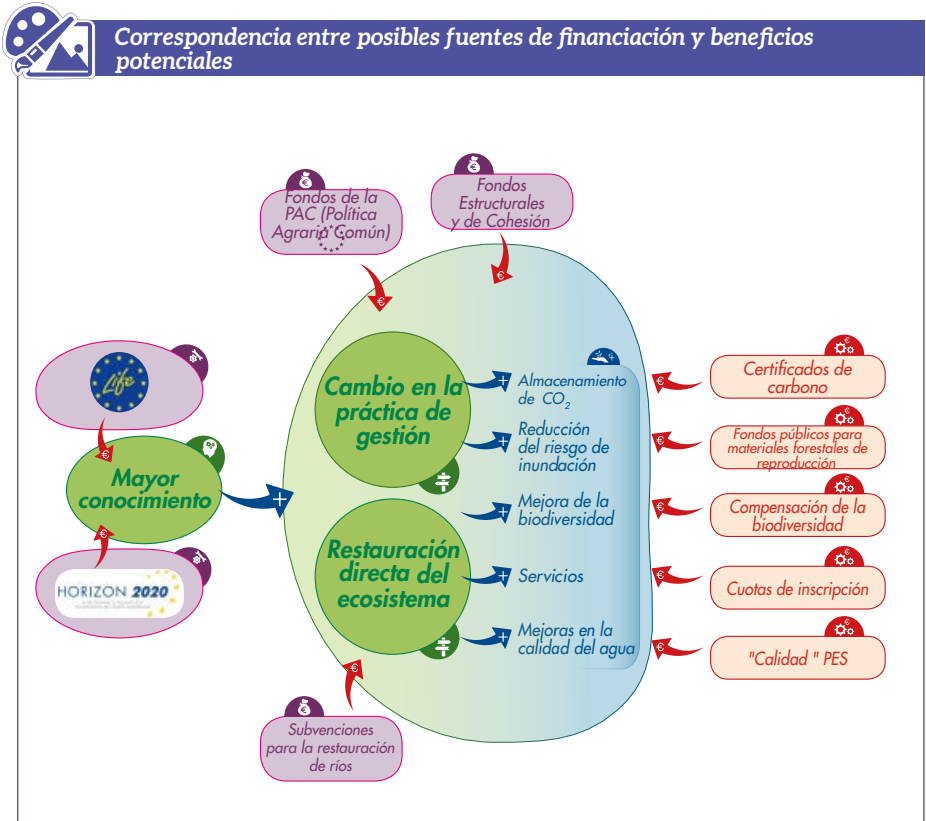 Correspondencia entre posibles fuentes de financiación y beneficios
potenciales
Fondos de la
PAC (Política
Agraria Común)
Fondos
Estructurales
y de Cohesión
Life
Mayor
conocimiento
HORIZON 2020
Cambio en la
práctica de
gestión
Restauración
directa del
ecosistema
Almacenamiento
de CO2
Reducción
del riesgo de
inundación
Mejora de la
biodiversidad
Servicios
Mejoras en la
calidad del agua
Certificados de
carbono
Fondos públicos para
materiales forestales de
reproducción
Compensación de la
biodiversidad
Cuotas de inscripción
"Calidad " PES
Subvenciones
para la restauración
de ríos